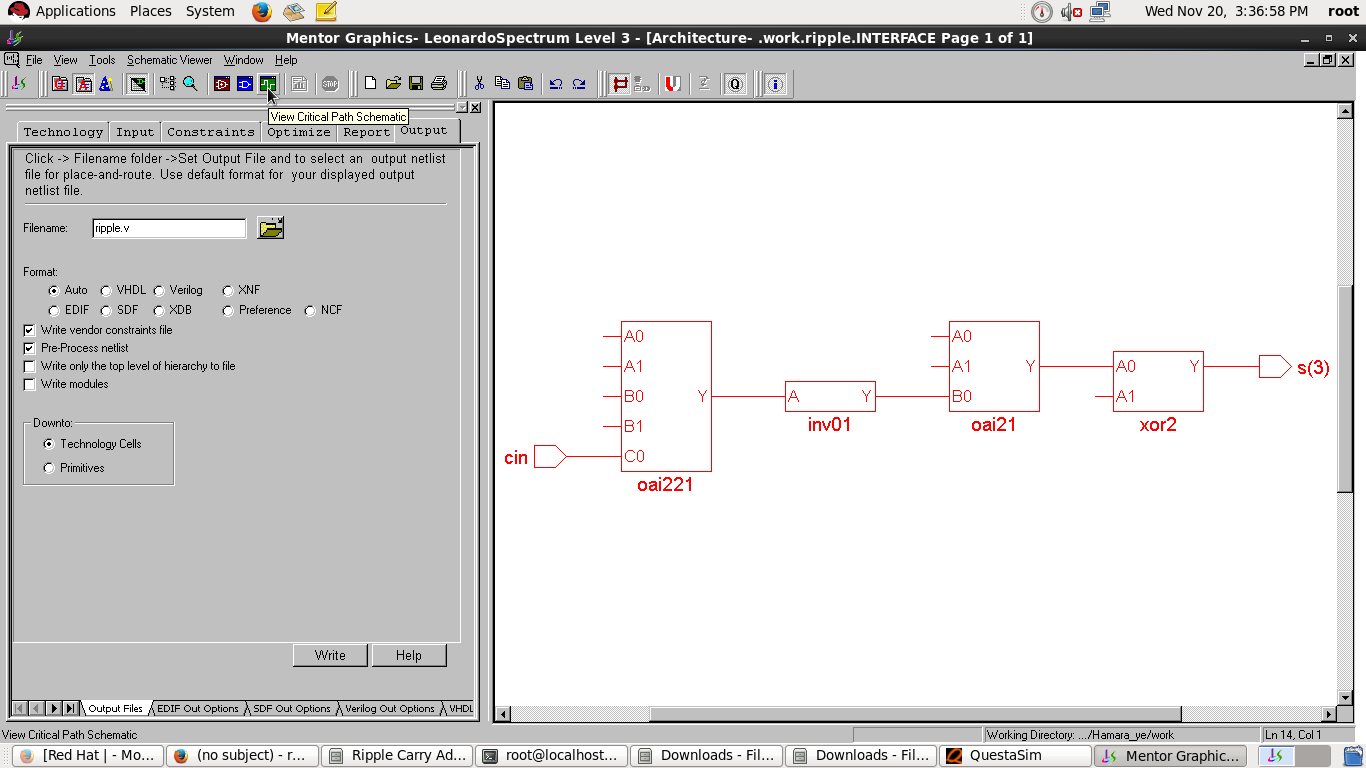 Applications Places System Wed Nov 20, 3:36:58 PM root
Mentor Graphics- LeonardoSpectrum Level 3 - [Architecture- .work.ripple.INTERFACE Page 1 of 1]
File View Tools Schematic Viewer Window Help
STOP Q
View Critical Path Schematic
Technology Input Constraints Optimize Report Output
Click -> Filename folder ->Set Output File and to select an output netlist
file for place-and-route. Use default format for your displayed output
netlist file.
Filename: ripple.v
Format:
Auto VHDL Verilog XNF
EDIF SDF XDB Preference NCF
Write vendor constraints file
Pre-Process netlist
Write only the top level of hierarchy to file
Write modules
Downto:
Technology Cells
Primitives
Write Help
Output Files EDIF Out Options SDF Out Options Verilog Out Options VHDL
A0
A1
B0
B1
C0
Y
cin
oai221
A Y
inv01
A0
A1
B0
Y
oai21
A0
A1
Y
xor2
s(3)
View Critical Path Schematic Working Directory: .../Hamara_ye/work Ln 14, Col 1
[Red Hat | - Mo... (no subject) - r... Ripple Carry Ad... root@localhost... Downloads - Fil... Downloads - Fil... QuestaSim Mentor Graphic...